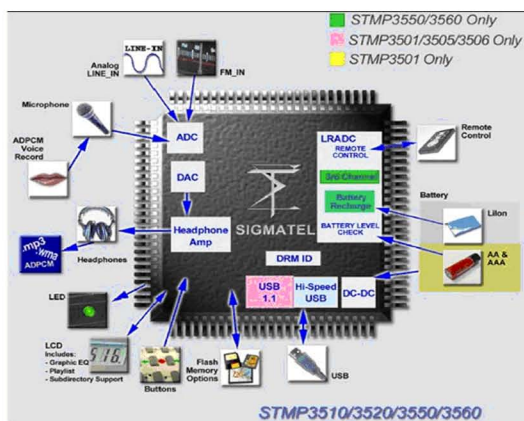 STMP3550/3560 Only
STMP3501/3505/3506 Only
STMP3501 Only
LINE-IN
Analog
LINE_IN
FM_IN
Microphone
ADPCM
Voice
Record
ADC
DAC
Headphone
Amp
SIGMATEL
LRADC
REMOTE
CONTROL
3rd Channel
Battery
Recharge
BATTERY LEVEL
CHECK
DRM ID
USB
1.1
Hi-Speed
USB
DC-DC
Remote
Control
Battery
LiIon
AA &
AAA
.mp3
.wma
ADPCM
Headphones
LED
LCD
Includes:
- Graphic EQ
- Playlist
- Subdirectory Support
Buttons
Flash
Memory
Options
USB
STMP3510/3520/3550/3560